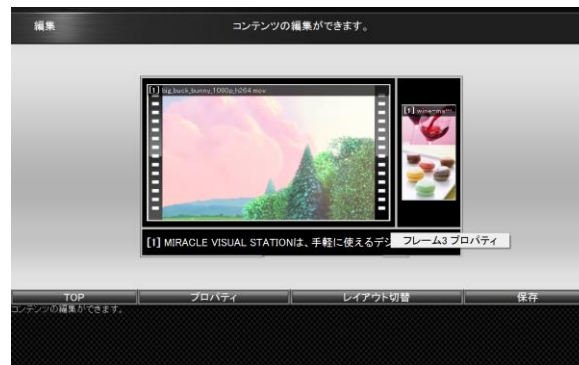 編集
コンテンツの編集ができます。
[1] big_buck_bunny_1080p_h264.mov
[1] wine-mari...
[1] MIRACLE VISUAL STATIONは、手軽に使えるデジ
フレーム3 プロパティ
TOP
プロパティ
レイアウト切替
保存
コンテンツの編集ができます。